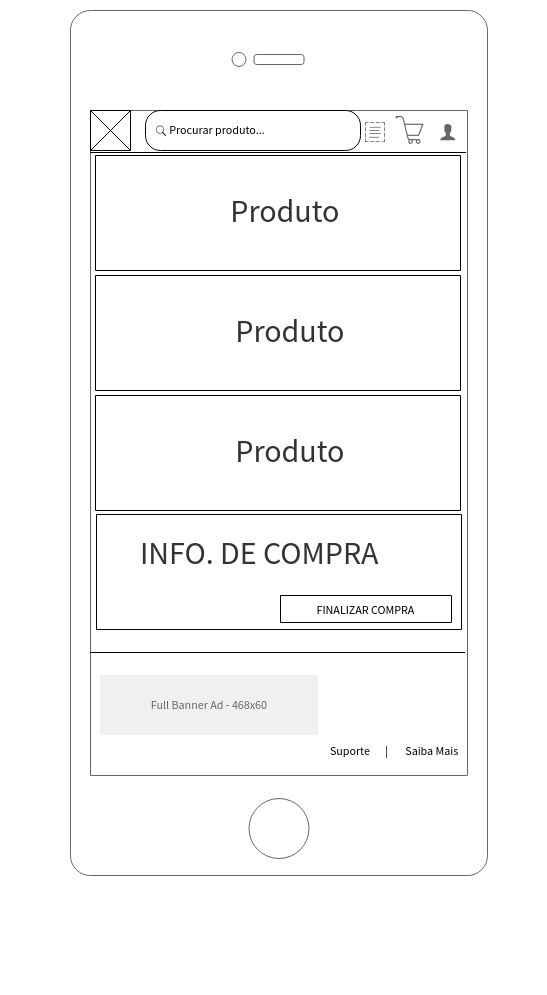 Procurar produto...
Produto
Produto
Produto
INFO. DE COMPRA
FINALIZAR COMPRA
Full Banner Ad - 468x60
Suporte | Saiba Mais